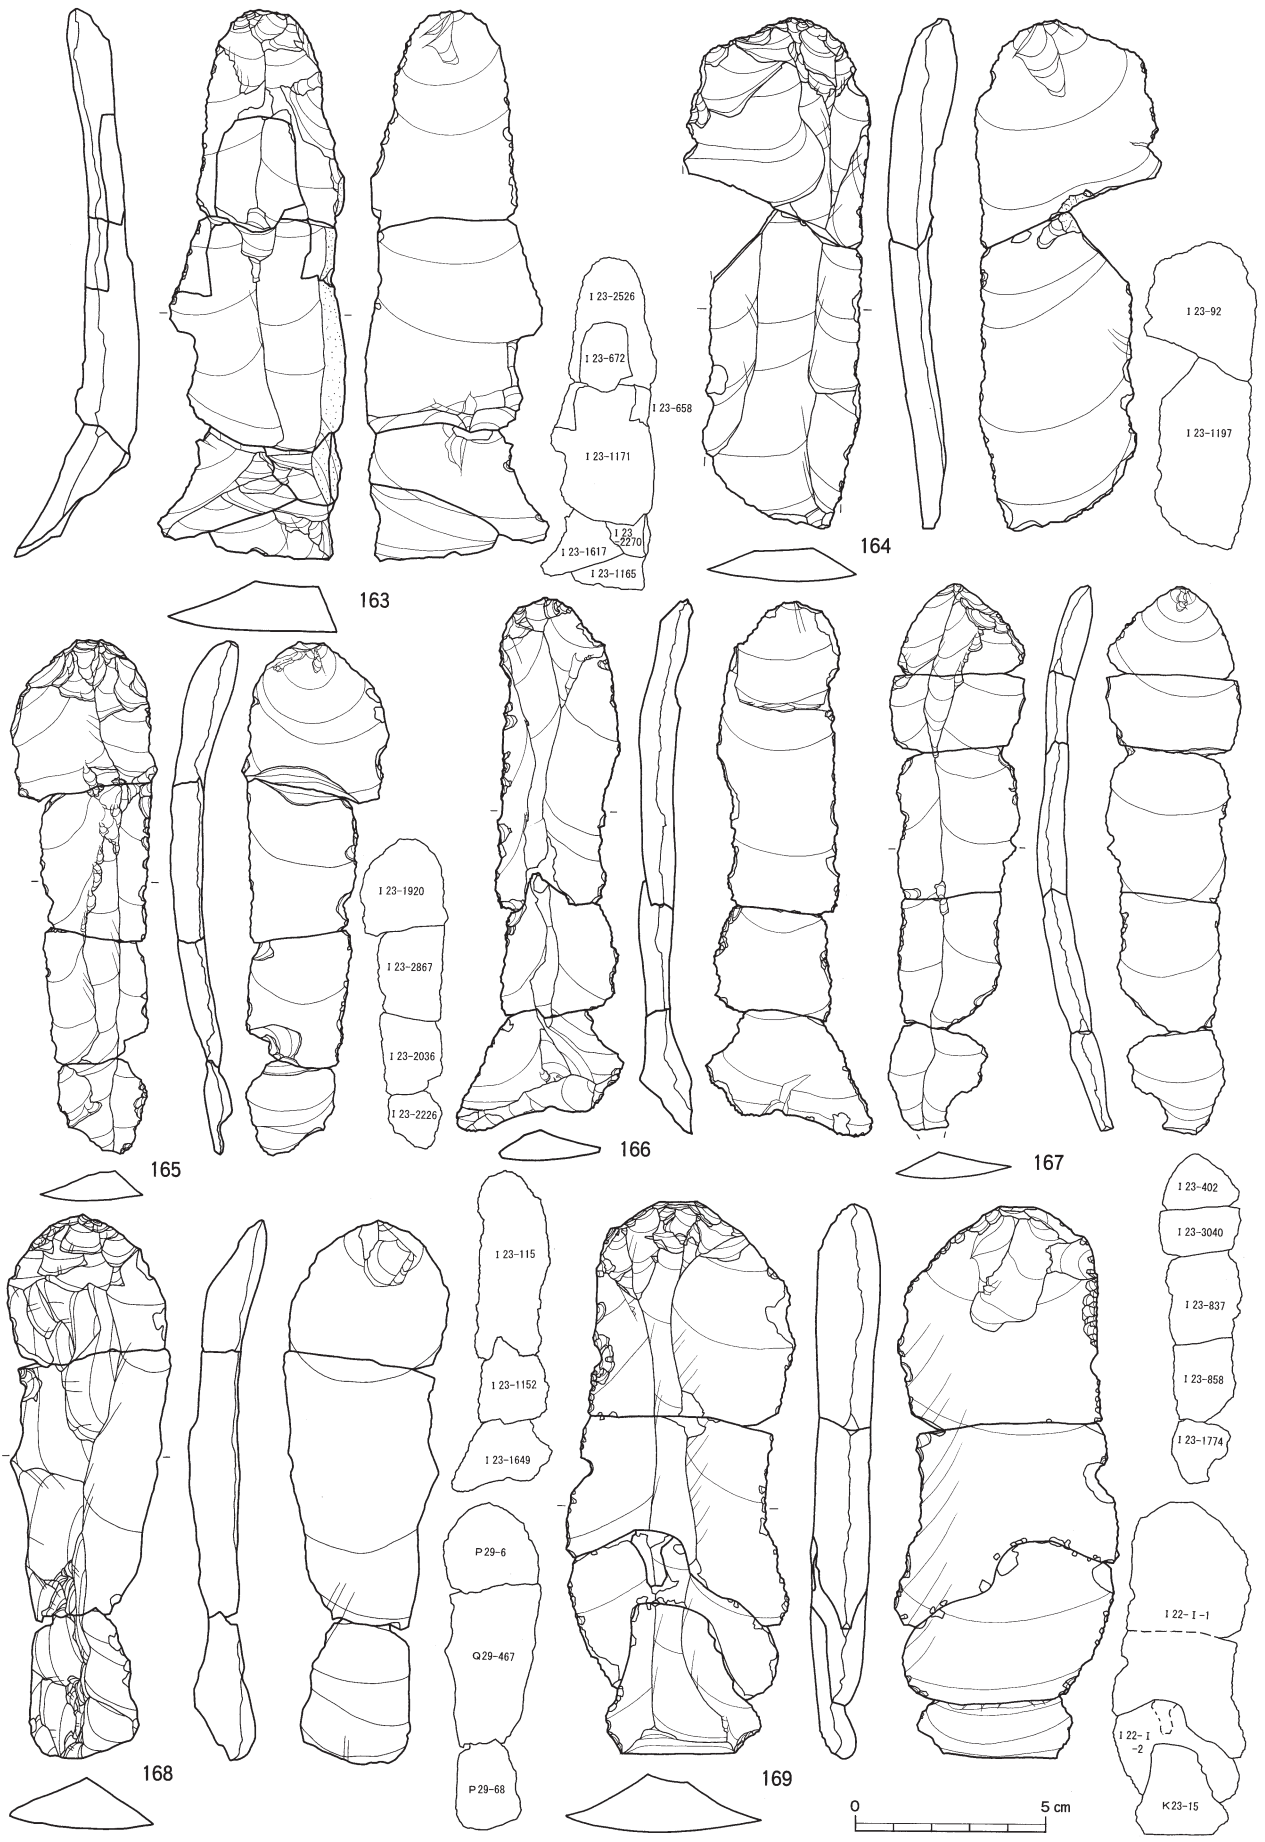 I 23-2526
I 23-672
I 23-658
I 23-1171
I 23
-2270
I 23-1617
I 23-1165
163
I 23-92
I 23-1197
164
I 23-1920
I 23-2867
I 23-2036
I 23-2226
165
I 23-115
I 23-1152
I 23-1649
166
I 23-402
I 23-3040
I 23-837
I 23-858
I 23-1774
167
P 29-6
Q 29-467
P 29-68
168
I 22-I-1
I 22-I
-2
K 23-15
169
0 5 cm